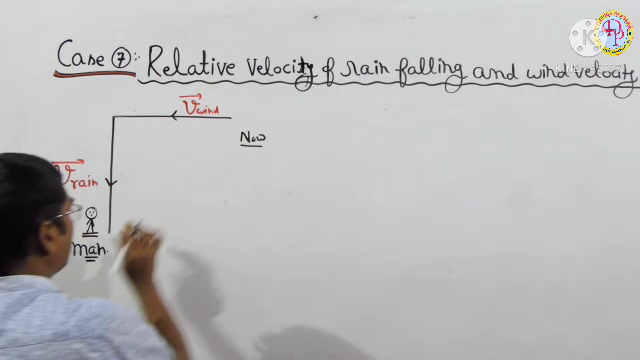 Case ⑦:- Relative Velocity of rain falling and wind velocity
V wind
Now
V rain
man